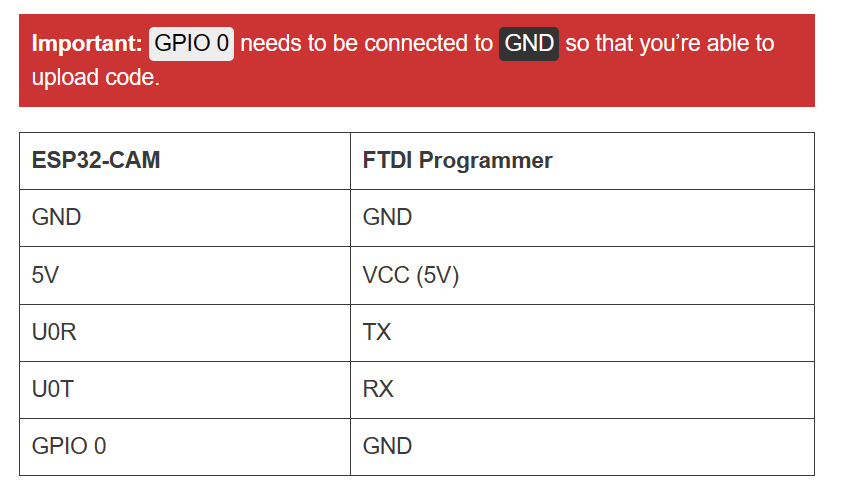 Important: GPIO 0 needs to be connected to GND so that you’re able to
upload code.
ESP32-CAM FTDI Programmer
GND GND
5V VCC (5V)
U0R TX
U0T RX
GPIO 0 GND